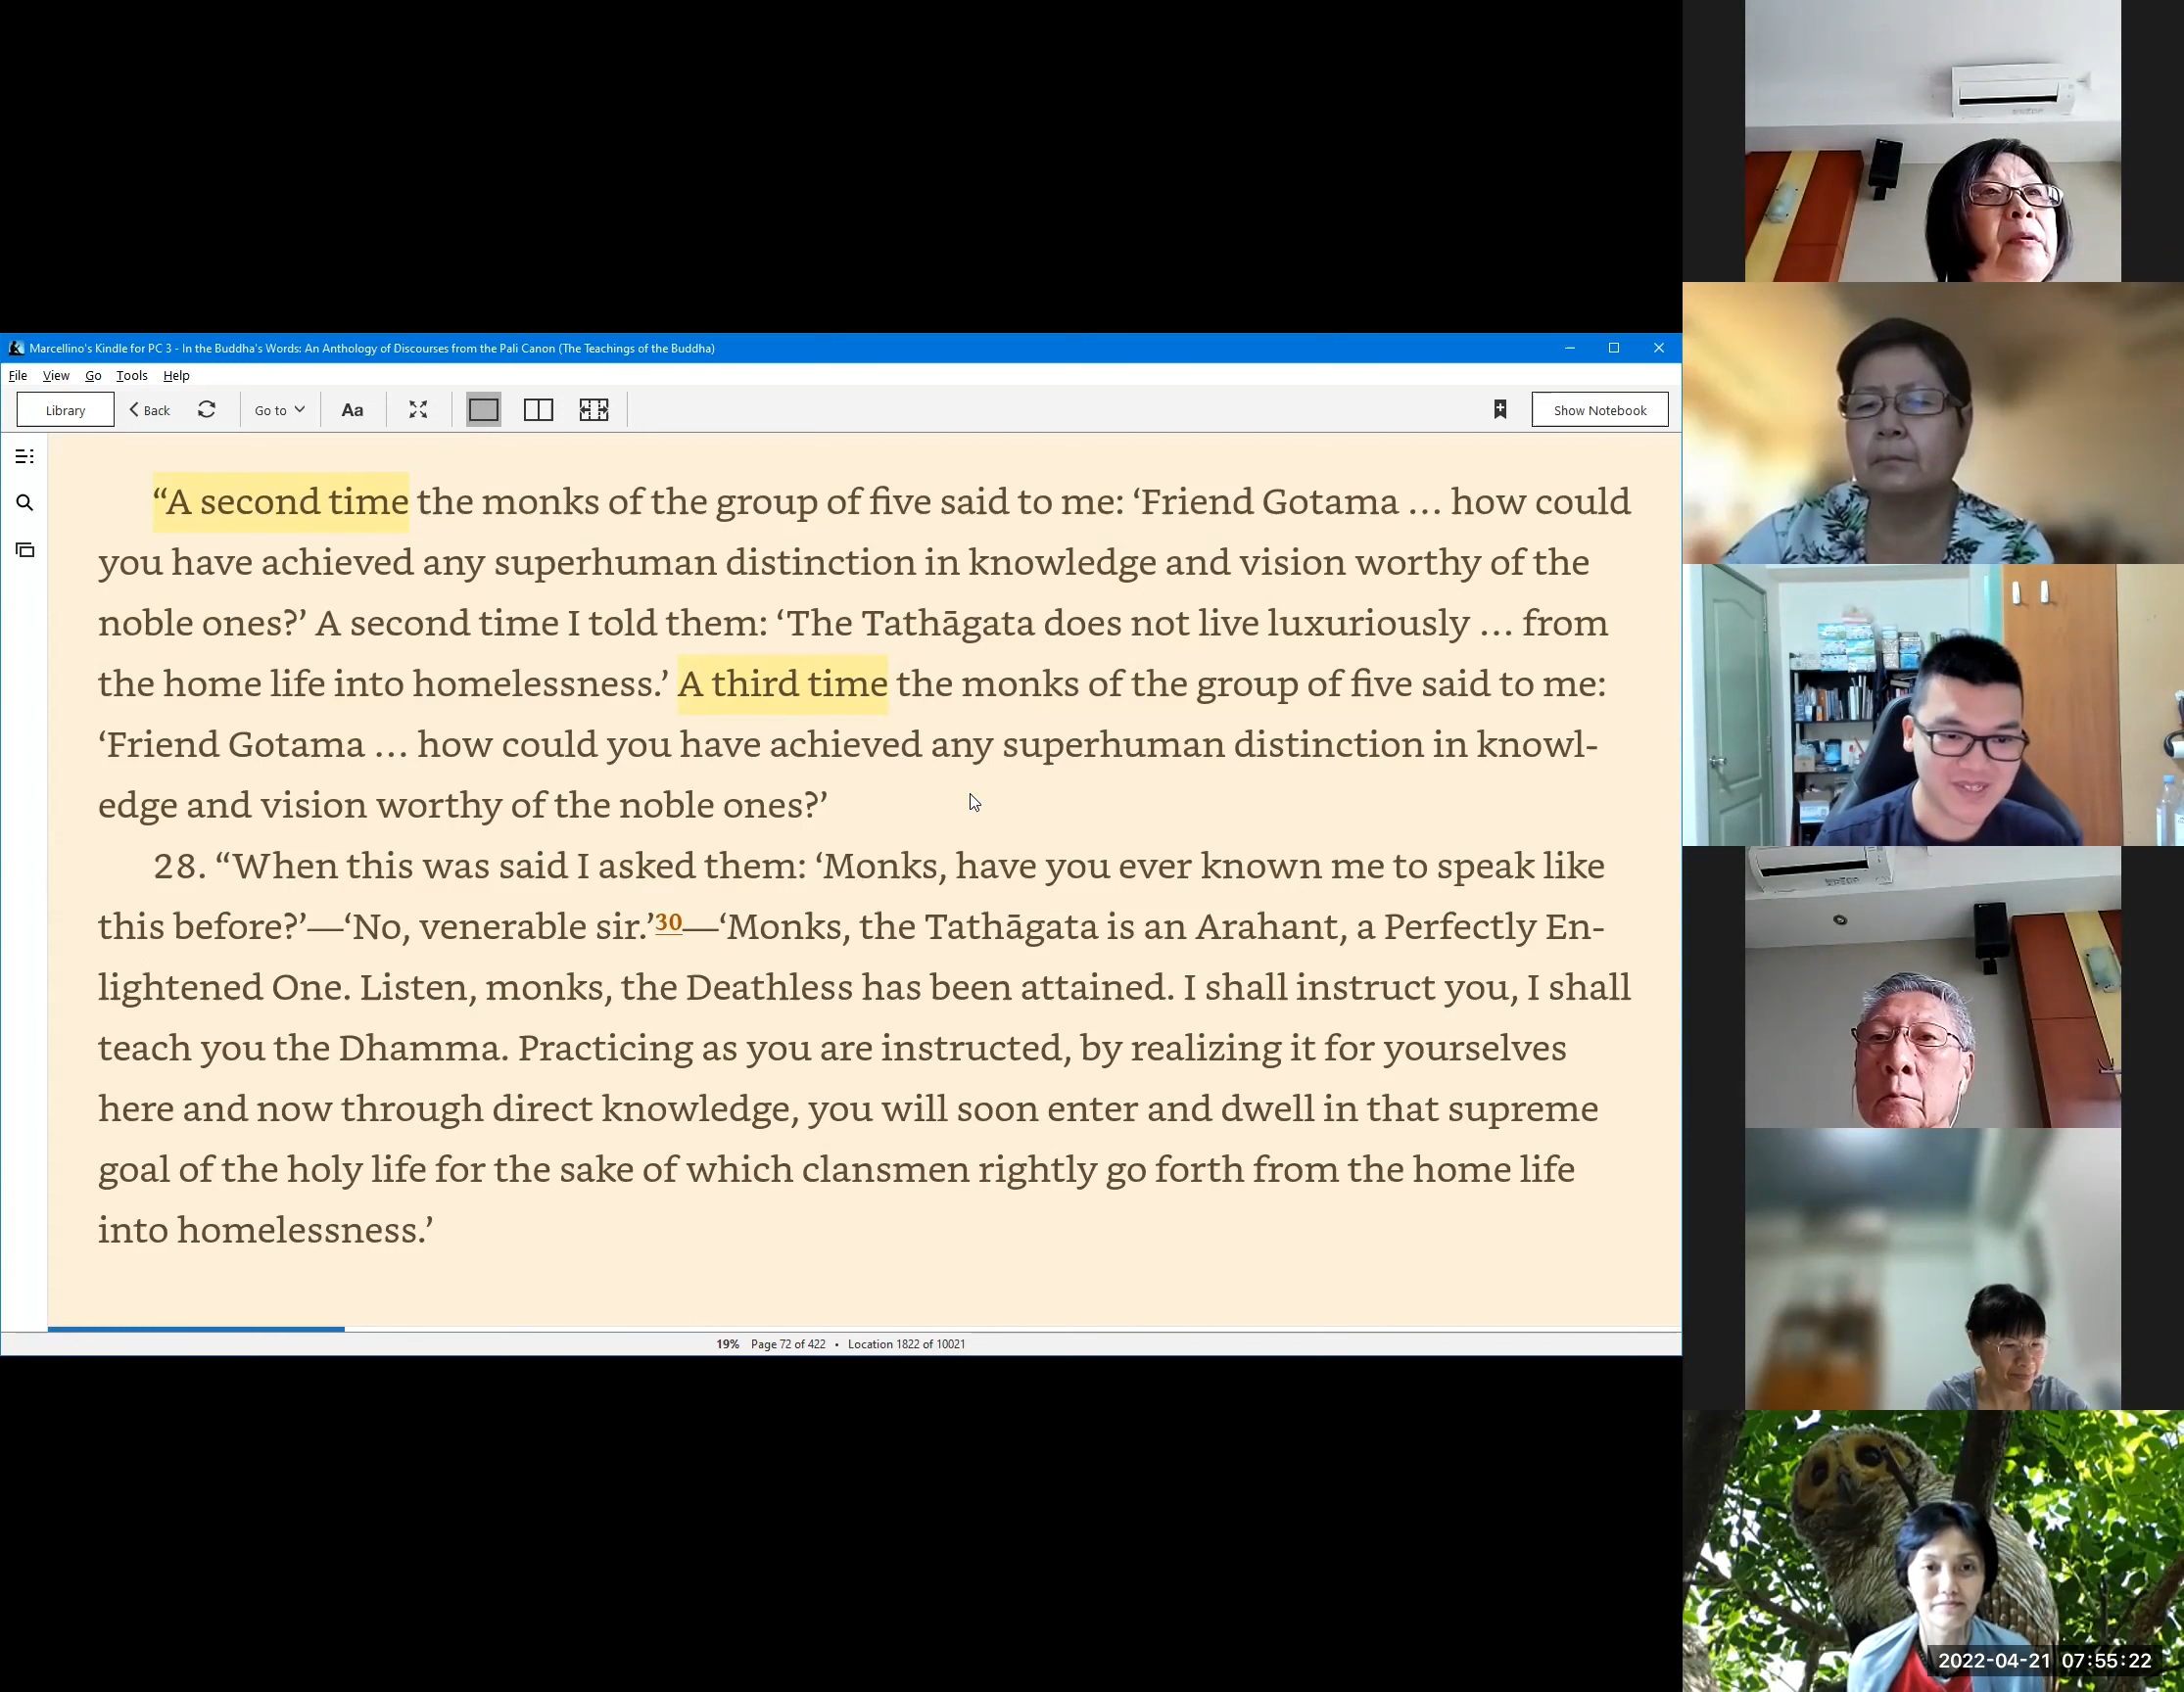 Marcellino's Kindle for PC 3 - In the Buddha's Words: An Anthology of Discourses from the Pali Canon (The Teachings of the Buddha)
File View Go Tools Help
Library Back Go to Aa Show Notebook
“A second time the monks of the group of five said to me: ‘Friend Gotama … how could
you have achieved any superhuman distinction in knowledge and vision worthy of the
noble ones?’ A second time I told them: ‘The Tathāgata does not live luxuriously … from
the home life into homelessness.’ A third time the monks of the group of five said to me:
‘Friend Gotama … how could you have achieved any superhuman distinction in knowl-
edge and vision worthy of the noble ones?’
28. “When this was said I asked them: ‘Monks, have you ever known me to speak like
this before?’—‘No, venerable sir.’30—‘Monks, the Tathāgata is an Arahant, a Perfectly En-
lightened One. Listen, monks, the Deathless has been attained. I shall instruct you, I shall
teach you the Dhamma. Practicing as you are instructed, by realizing it for yourselves
here and now through direct knowledge, you will soon enter and dwell in that supreme
goal of the holy life for the sake of which clansmen rightly go forth from the home life
into homelessness.’
19% Page 72 of 422 • Location 1822 of 10021
2022-04-21 07:55:22